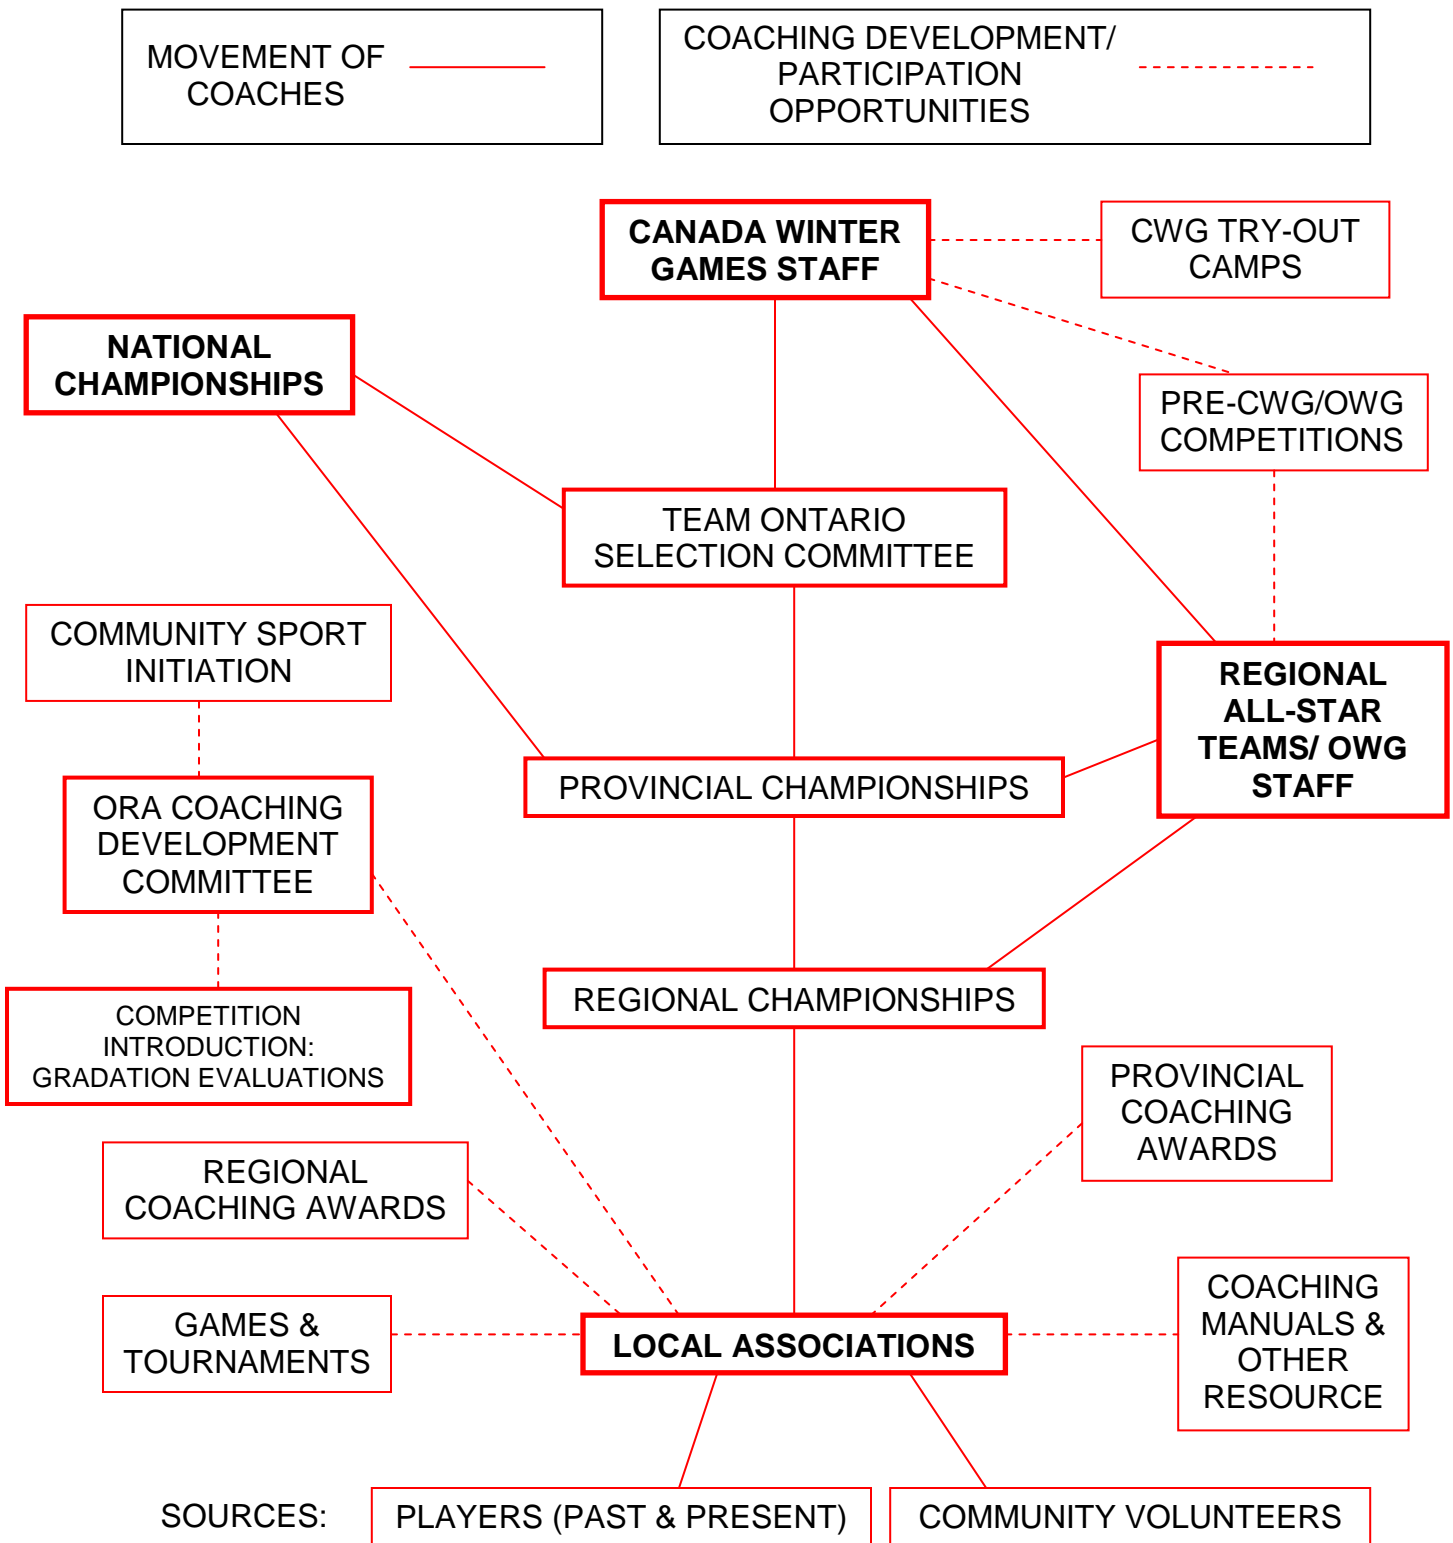 MOVEMENT OF
COACHES
COACHING DEVELOPMENT/
PARTICIPATION
OPPORTUNITIES
CANADA WINTER
GAMES STAFF
CWG TRY-OUT
CAMPS
NATIONAL
CHAMPIONSHIPS
PRE-CWG/OWG
COMPETITIONS
TEAM ONTARIO
SELECTION COMMITTEE
COMMUNITY SPORT
INITIATION
REGIONAL
ALL-STAR
TEAMS/ OWG
STAFF
PROVINCIAL CHAMPIONSHIPS
ORA COACHING
DEVELOPMENT
COMMITTEE
REGIONAL CHAMPIONSHIPS
COMPETITION
INTRODUCTION:
GRADATION EVALUATIONS
PROVINCIAL
COACHING
AWARDS
REGIONAL
COACHING AWARDS
GAMES &
TOURNAMENTS
LOCAL ASSOCIATIONS
COACHING
MANUALS &
OTHER
RESOURCE
SOURCES:
PLAYERS (PAST & PRESENT)
COMMUNITY VOLUNTEERS